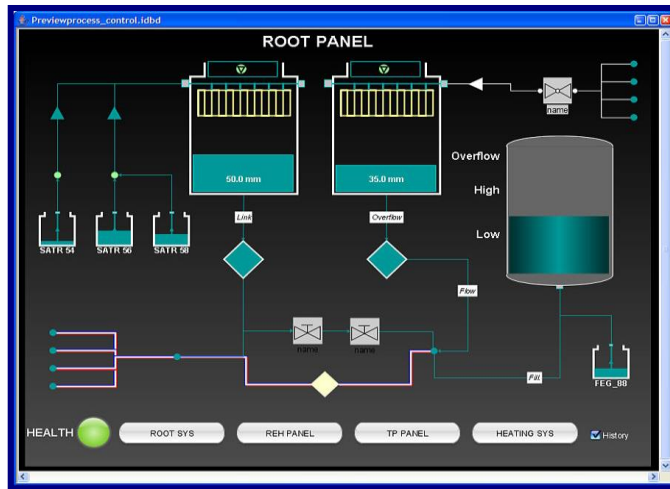 Previewprocess_control.idbd
ROOT PANEL
name
Overflow
High
Low
50.0 mm
35.0 mm
Link
Overflow
SATR 54
SATR 56
SATR 58
Flow
name
name
Fill
FEG_88
HEALTH
ROOT SYS
REH PANEL
TP PANEL
HEATING SYS
History